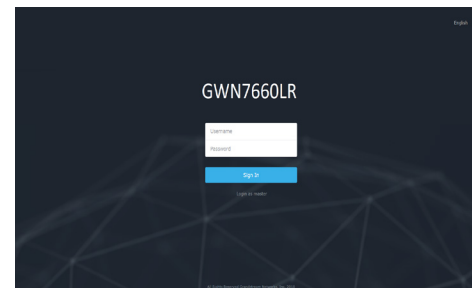 English
GWN7660LR
Username
Password
Sign In
Login as master